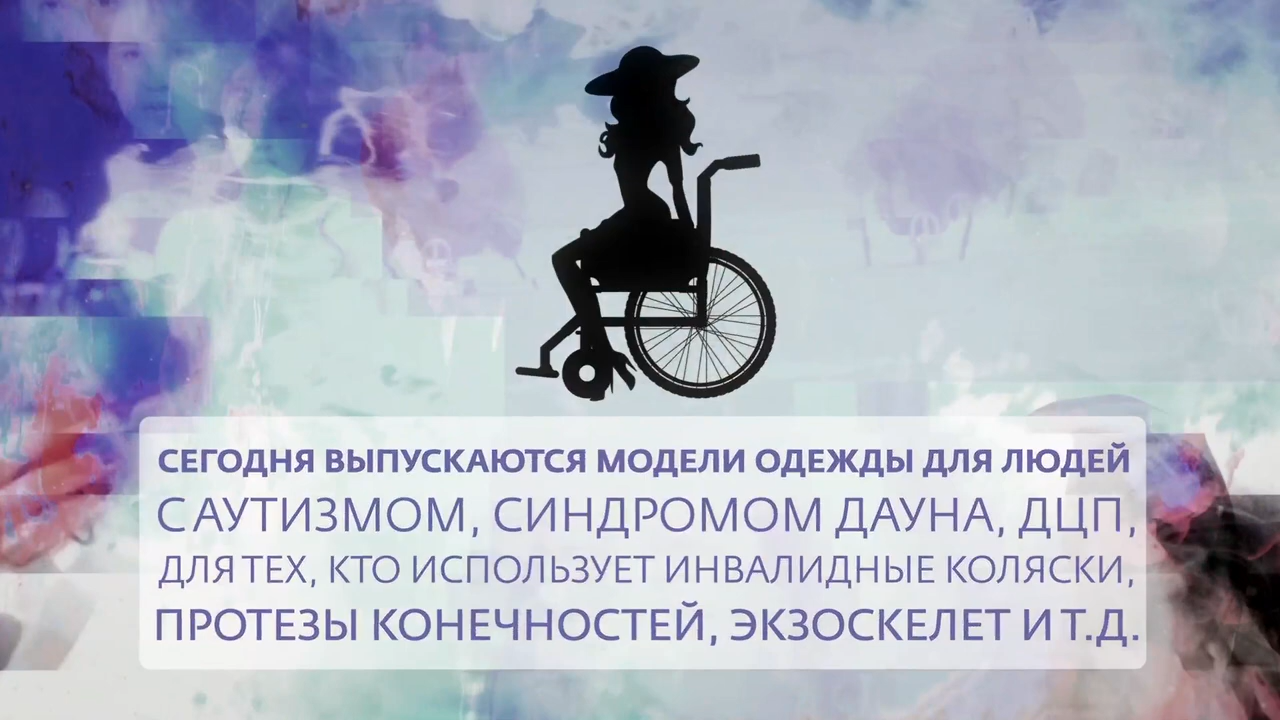 СЕГОДНЯ ВЫПУСКАЮТСЯ МОДЕЛИ ОДЕЖДЫ ДЛЯ ЛЮДЕЙ
С АУТИЗМОМ, СИНДРОМОМ ДАУНА, ДЦП,
ДЛЯ ТЕХ, КТО ИСПОЛЬЗУЕТ ИНВАЛИДНЫЕ КОЛЯСКИ,
ПРОТЕЗЫ КОНЕЧНОСТЕЙ, ЭКЗОСКЕЛЕТ И Т.Д.